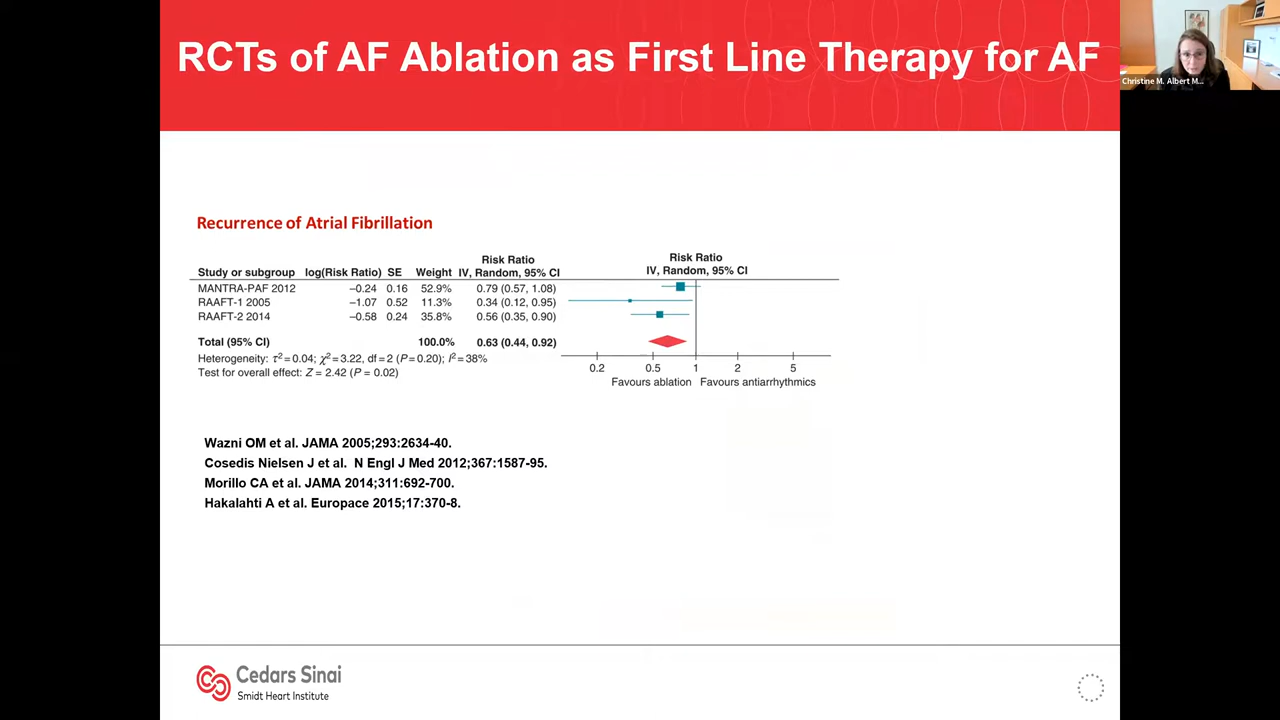 RCTs of AF Ablation as First Line Therapy for AF
Christine M. Albert M...
Recurrence of Atrial Fibrillation
Risk Ratio Risk Ratio
Study or subgroup log(Risk Ratio) SE Weight IV, Random, 95% CI IV, Random, 95% CI
MANTRA-PAF 2012 −0.24 0.16 52.9% 0.79 (0.57, 1.08)
RAAFT-1 2005 −1.07 0.52 11.3% 0.34 (0.12, 0.95)
RAAFT-2 2014 −0.58 0.24 35.8% 0.56 (0.35, 0.90)
Total (95% CI) 100.0% 0.63 (0.44, 0.92)
Heterogeneity: τ² = 0.04; χ² = 3.22, df = 2 (P = 0.20); I² = 38%
Test for overall effect: Z = 2.42 (P = 0.02)
0.2 0.5 1 2 5
Favours ablation Favours antiarrhythmics
Wazni OM et al. JAMA 2005;293:2634-40.
Cosedis Nielsen J et al. N Engl J Med 2012;367:1587-95.
Morillo CA et al. JAMA 2014;311:692-700.
Hakalahti A et al. Europace 2015;17:370-8.
Cedars Sinai
Smidt Heart Institute